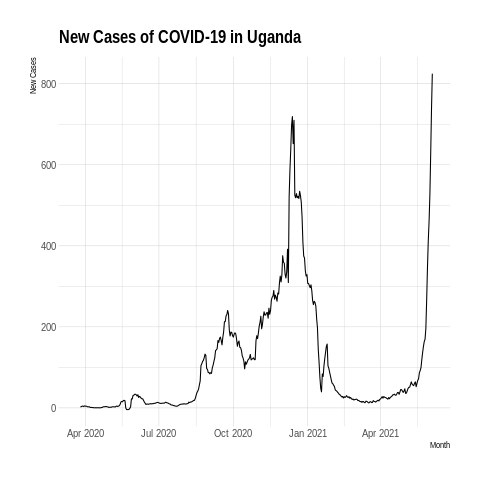 New Cases of COVID-19 in Uganda
New Cases
800
600
400
200
0
Apr 2020 Jul 2020 Oct 2020 Jan 2021 Apr 2021
Month